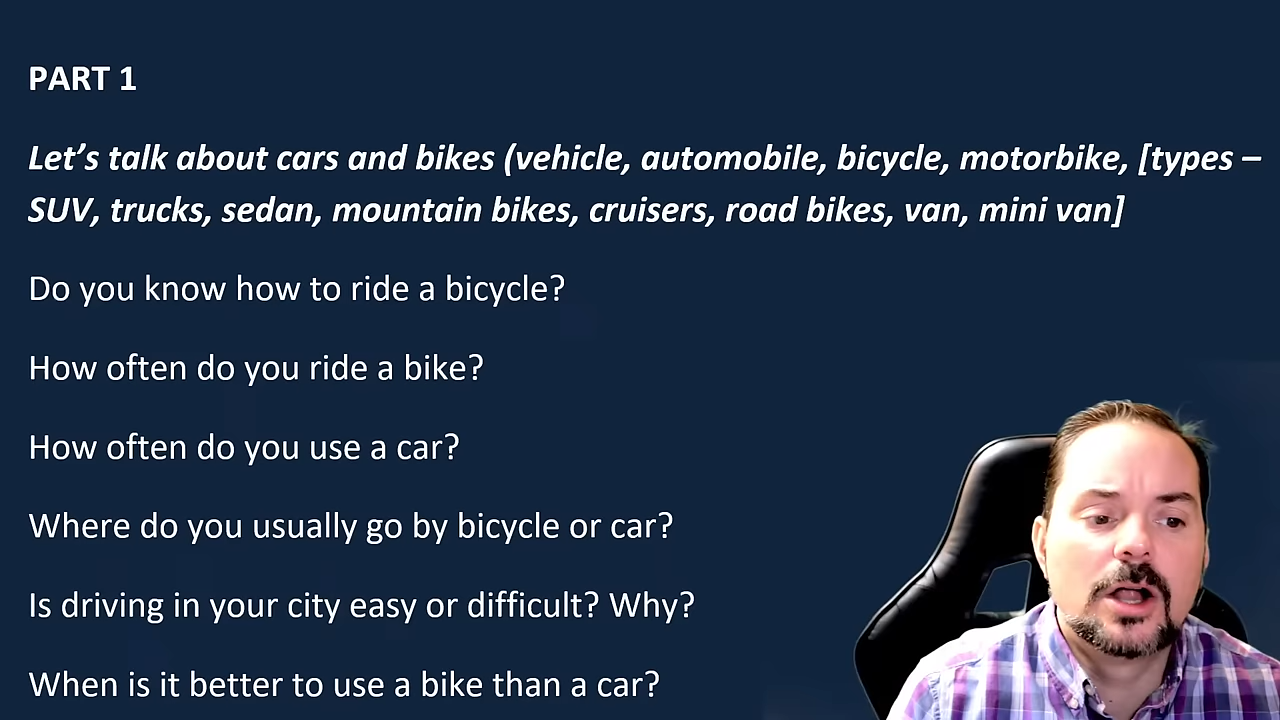 PART 1
Let’s talk about cars and bikes (vehicle, automobile, bicycle, motorbike, [types –
SUV, trucks, sedan, mountain bikes, cruisers, road bikes, van, mini van]
Do you know how to ride a bicycle?
How often do you ride a bike?
How often do you use a car?
Where do you usually go by bicycle or car?
Is driving in your city easy or difficult? Why?
When is it better to use a bike than a car?